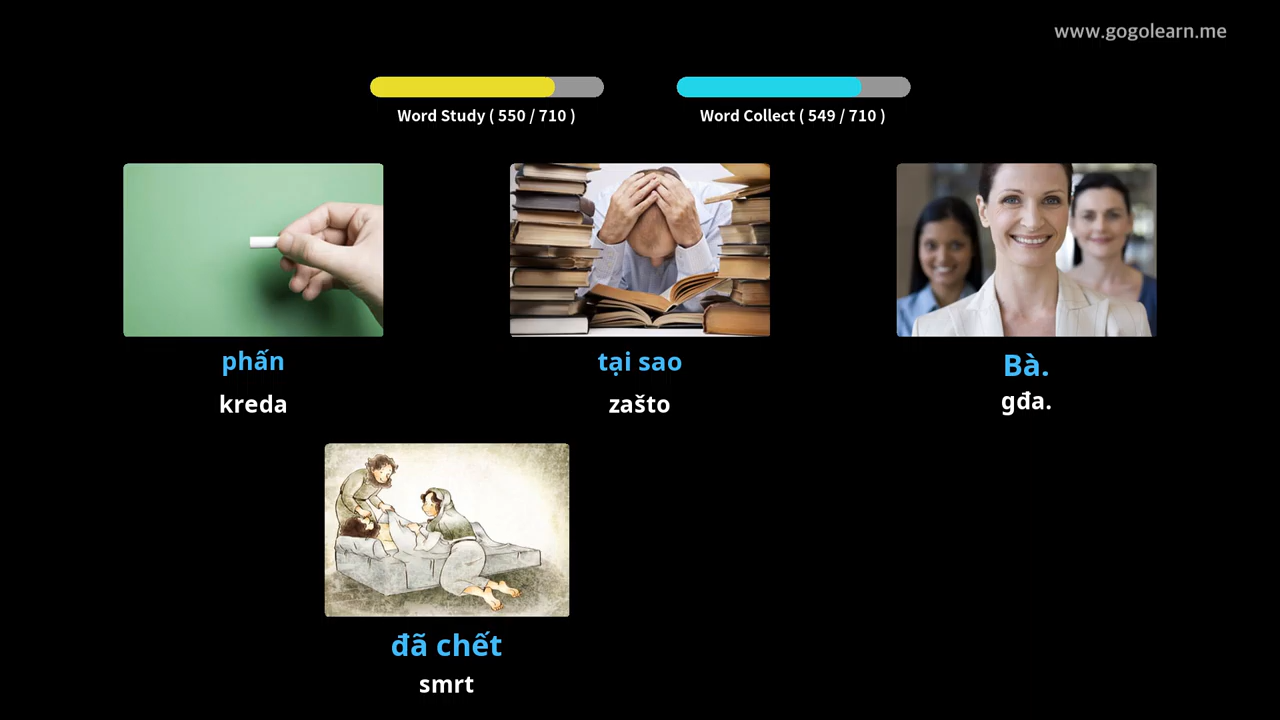 www.gogolearn.me
Word Study ( 550 / 710 )
Word Collect ( 549 / 710 )
phấn
kreda
tại sao
zašto
Bà.
gđa.
đã chết
smrt